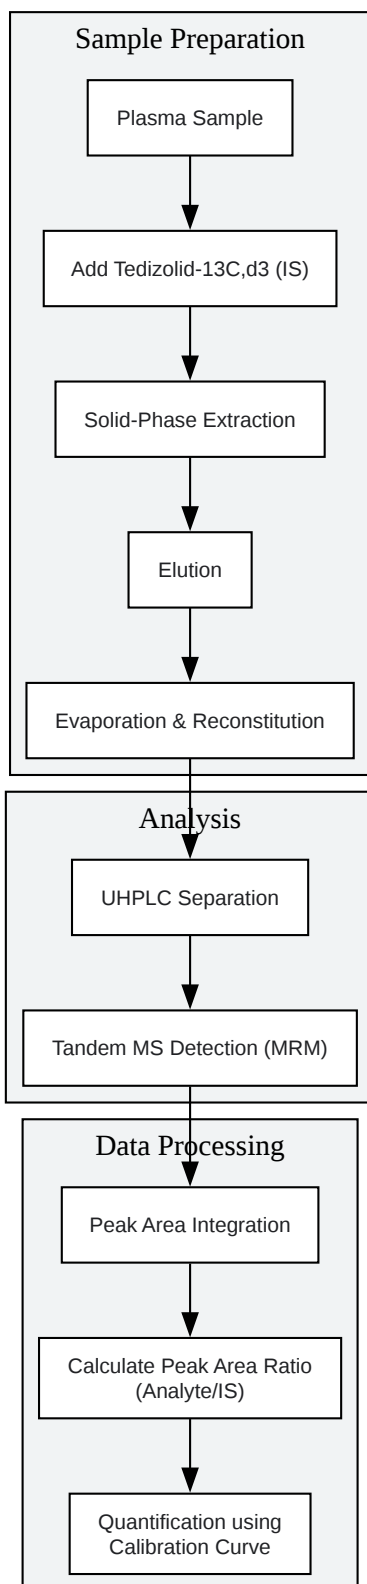 Sample Preparation
Plasma Sample
Add Tedizolid-13C,d3 (IS)
Solid-Phase Extraction
Elution
Evaporation & Reconstitution
Analysis
UHPLC Separation
Tandem MS Detection (MRM)
Data Processing
Peak Area Integration
Calculate Peak Area Ratio
(Analyte/IS)
Quantification using
Calibration Curve